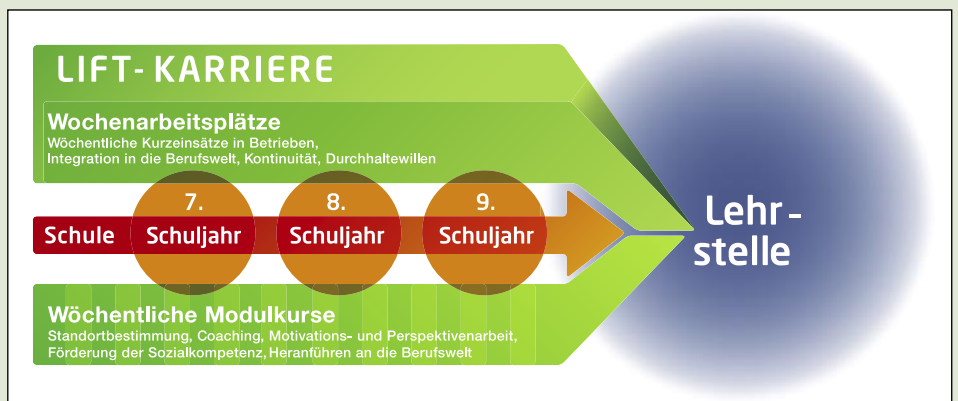 LIFT-KARRIERE
Wochenarbeitsplätze
Wöchentliche Kurzeinsätze in Betrieben,
Integration in die Berufswelt, Kontinuität, Durchhaltewillen
7.
8.
9.
Schule Schuljahr Schuljahr Schuljahr
Lehr-
stelle
Wöchentliche Modulkurse
Standortbestimmung, Coaching, Motivations- und Perspektivenarbeit,
Förderung der Sozialkompetenz, Heranführen an die Berufswelt